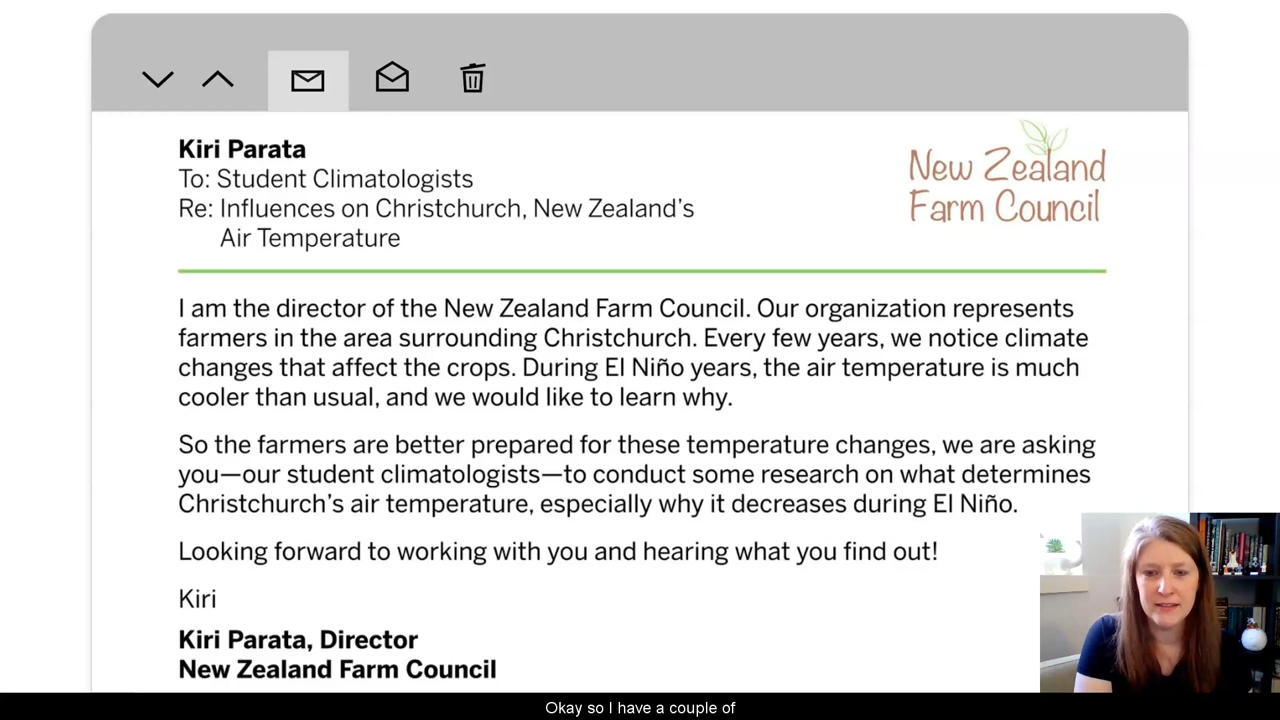 Kiri Parata
To: Student Climatologists
Re: Influences on Christchurch, New Zealand's
Air Temperature
New Zealand
Farm Council
I am the director of the New Zealand Farm Council. Our organization represents
farmers in the area surrounding Christchurch. Every few years, we notice climate
changes that affect the crops. During El Niño years, the air temperature is much
cooler than usual, and we would like to learn why.
So the farmers are better prepared for these temperature changes, we are asking
you—our student climatologists—to conduct some research on what determines
Christchurch's air temperature, especially why it decreases during El Niño.
Looking forward to working with you and hearing what you find out!
Kiri
Kiri Parata, Director
New Zealand Farm Council
Okay so I have a couple of